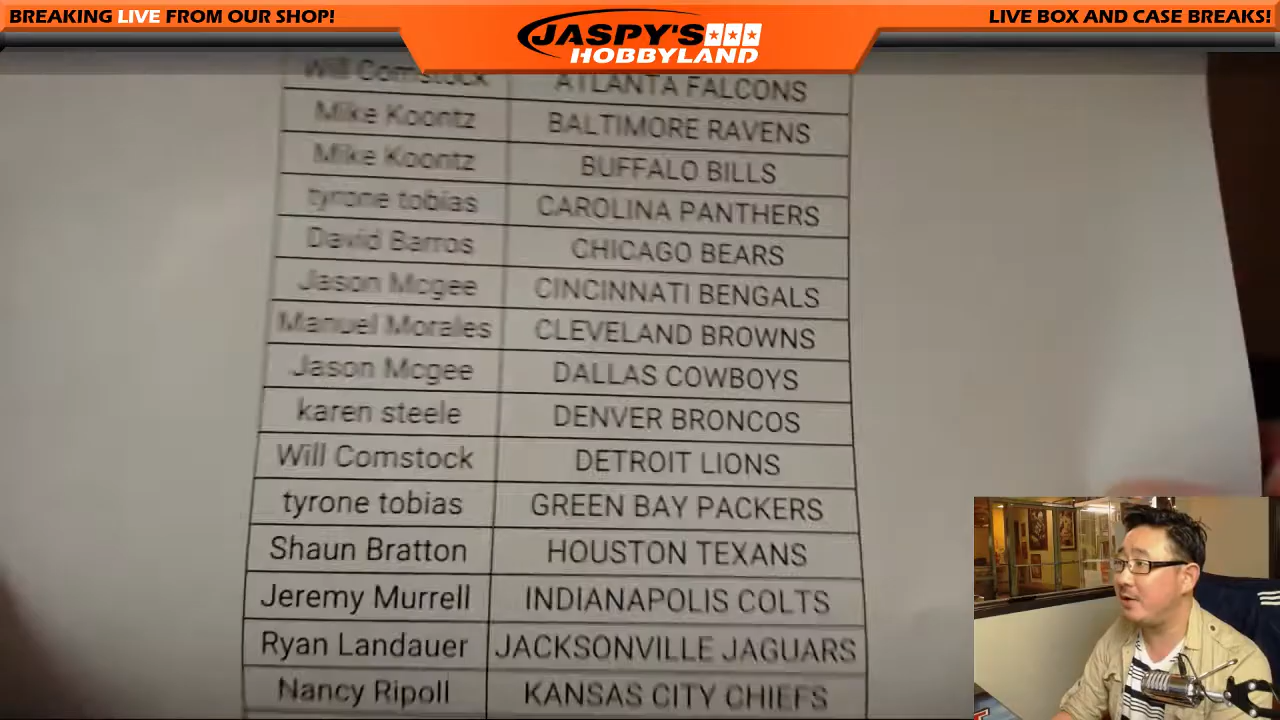 BREAKING LIVE FROM OUR SHOP!
JASPY'S
HOBBYLAND
LIVE BOX AND CASE BREAKS!
Will Comstock ATLANTA FALCONS
Mike Koontz BALTIMORE RAVENS
Mike Koontz BUFFALO BILLS
tyrone tobias CAROLINA PANTHERS
David Barros CHICAGO BEARS
Jason Mcgee CINCINNATI BENGALS
Manuel Morales CLEVELAND BROWNS
Jason Mcgee DALLAS COWBOYS
karen steele DENVER BRONCOS
Will Comstock DETROIT LIONS
tyrone tobias GREEN BAY PACKERS
Shaun Bratton HOUSTON TEXANS
Jeremy Murrell INDIANAPOLIS COLTS
Ryan Landauer JACKSONVILLE JAGUARS
Nancy Ripoll KANSAS CITY CHIEFS